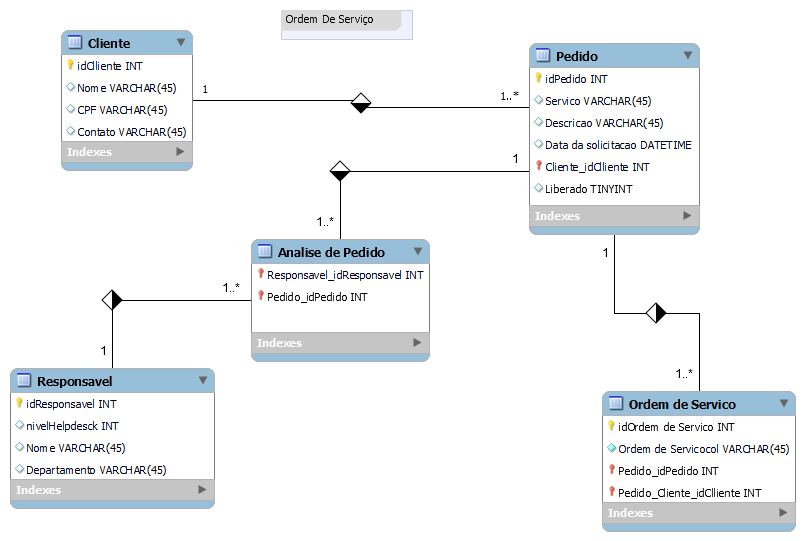 Ordem De Serviço
Cliente
idCliente INT
Nome VARCHAR(45)
CPF VARCHAR(45)
Contato VARCHAR(45)
Indexes
1
1..*
Pedido
idPedido INT
Servico VARCHAR(45)
Descricao VARCHAR(45)
Data da solicitacao DATETIME
Cliente_idCliente INT
Liberado TINYINT
Indexes
1
1..*
Analise de Pedido
Responsavel_idResponsavel INT
Pedido_idPedido INT
Indexes
1..*
1
Responsavel
idResponsavel INT
nivelHelpdesck INT
Nome VARCHAR(45)
Departamento VARCHAR(45)
Indexes
1
1..*
Ordem de Servico
idOrdem de Servico INT
Ordem de Servicocol VARCHAR(45)
Pedido_idPedido INT
Pedido_Cliente_idClliente INT
Indexes